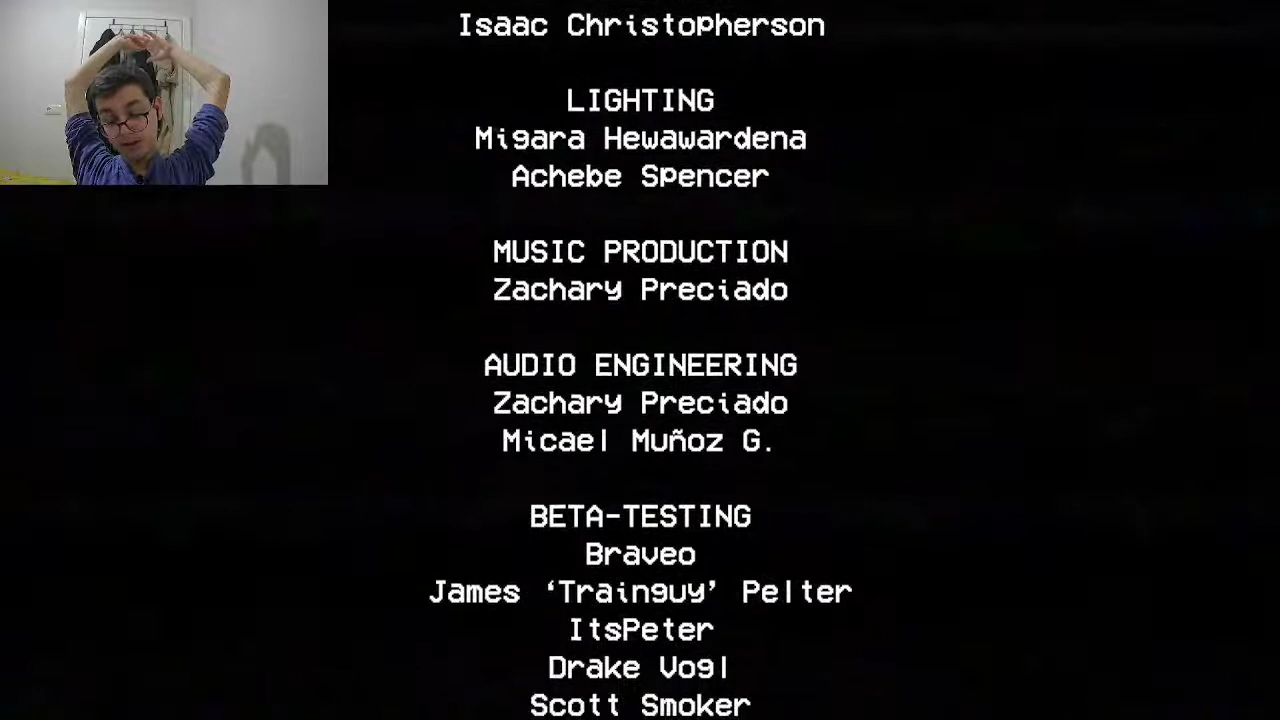 Isaac Christopherson
LIGHTING
Migara Hewawardena
Achebe Spencer
MUSIC PRODUCTION
Zachary Preciado
AUDIO ENGINEERING
Zachary Preciado
Micael Muñoz G.
BETA-TESTING
Braveo
James ‘Trainguy’ Pelter
ItsPeter
Drake Vogl
Scott Smoker